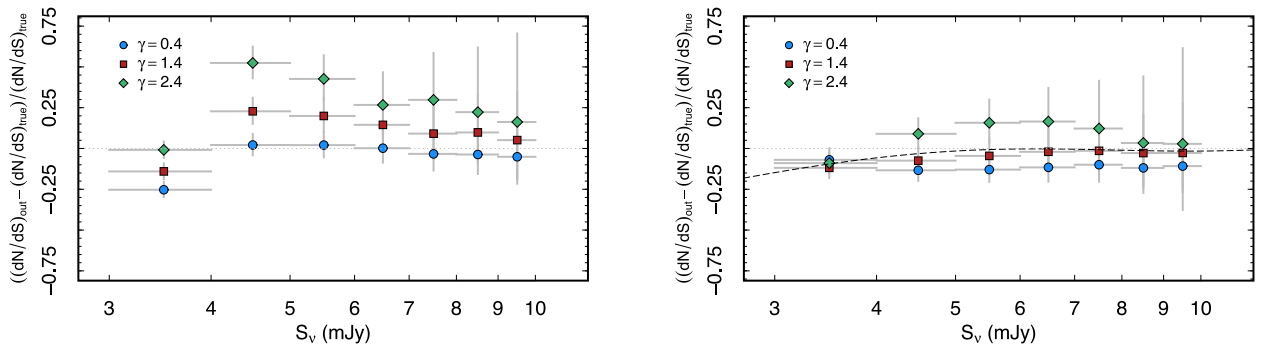 ((dN/dS)out−(dN/dS)true)/(dN/dS)true
0.75
0.25
−0.25
−0.75
γ=0.4
γ=1.4
γ=2.4
3 4 5 6 7 8 9 10
Sν (mJy)
((dN/dS)out−(dN/dS)true)/(dN/dS)true
0.75
0.25
−0.25
−0.75
γ=0.4
γ=1.4
γ=2.4
3 4 5 6 7 8 9 10
Sν (mJy)